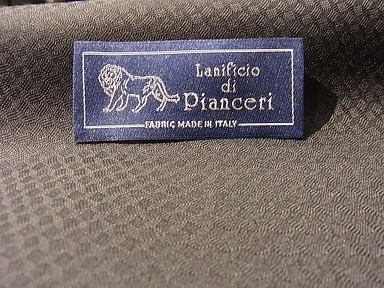 Lanificio
di
Pianceri
FABRIC MADE IN ITALY